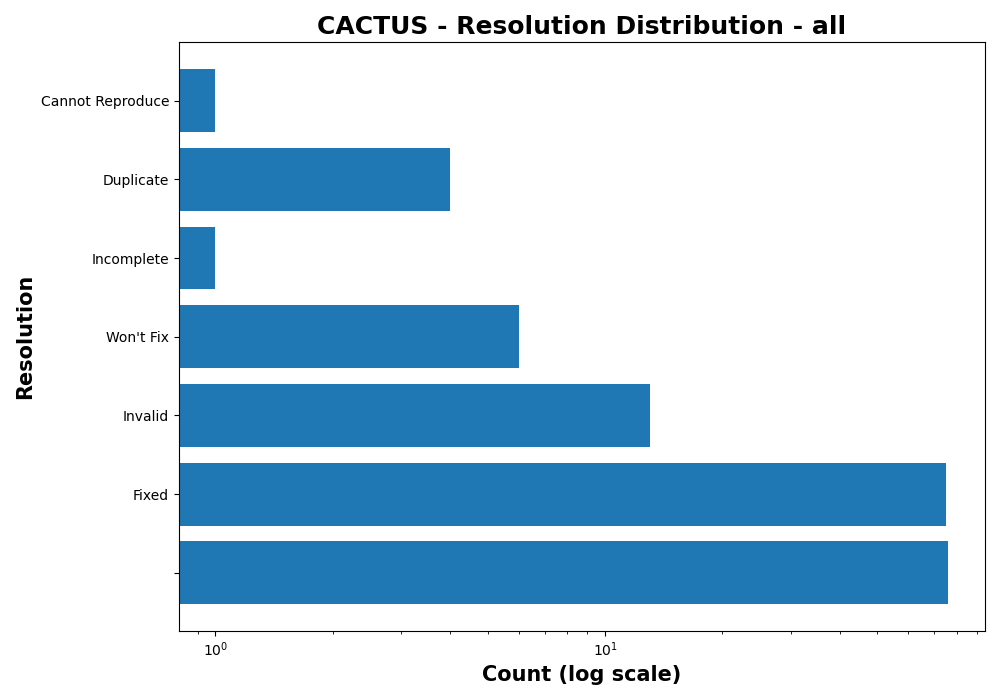 CACTUS - Resolution Distribution - all
Cannot Reproduce
Duplicate
Incomplete
Won't Fix
Invalid
Fixed
Resolution
10⁰
10¹
Count (log scale)